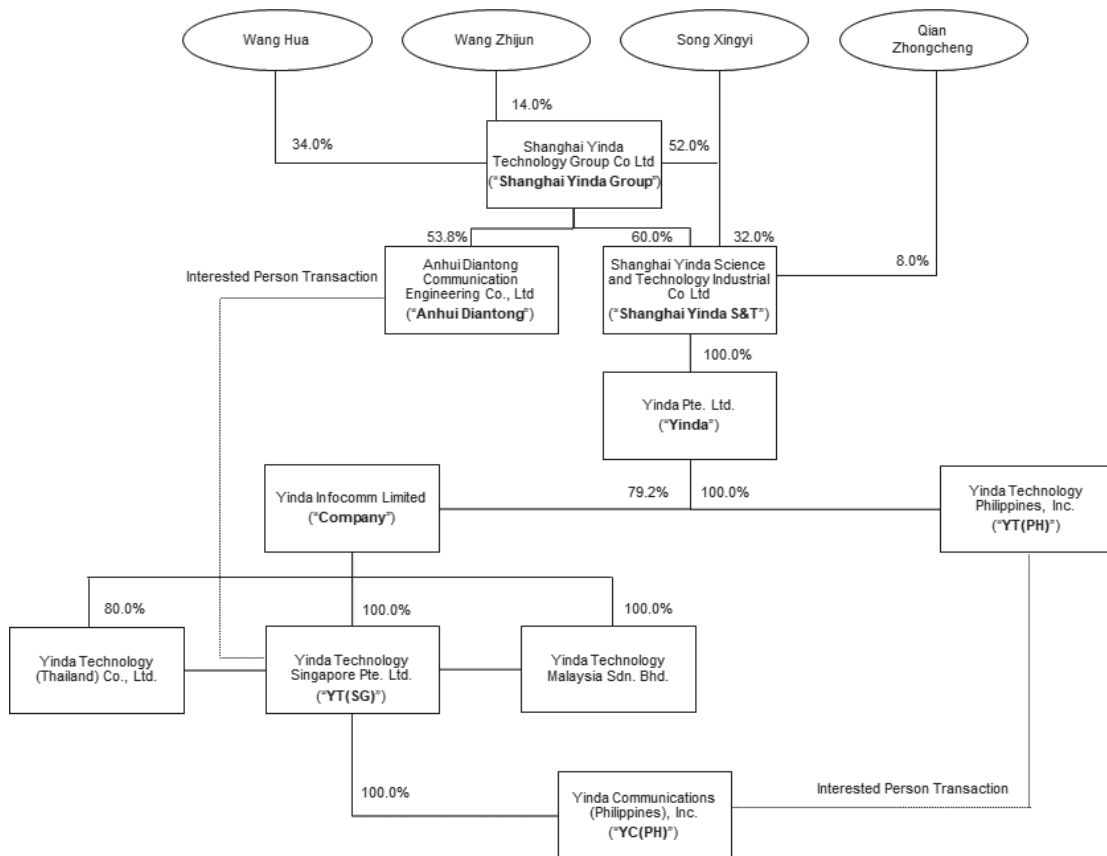 Wang Hua
Wang Zhijun
Song Xingyi
Qian
Zhongcheng
14.0%
34.0%
Shanghai Yinda
Technology Group Co Ltd
(“Shanghai Yinda Group”)
52.0%
53.8%
60.0%
32.0%
8.0%
Interested Person Transaction
Anhui Diantong
Communication
Engineering Co., Ltd
(“Anhui Diantong”)
Shanghai Yinda Science
and Technology Industrial
Co Ltd
(“Shanghai Yinda S&T”)
100.0%
Yinda Pte. Ltd.
(“Yinda”)
79.2%
100.0%
Yinda Infocomm Limited
(“Company”)
Yinda Technology
Philippines, Inc.
(“YT(PH)”)
80.0%
100.0%
100.0%
Yinda Technology
(Thailand) Co., Ltd.
Yinda Technology
Singapore Pte. Ltd.
(“YT(SG)”)
Yinda Technology
Malaysia Sdn. Bhd.
100.0%
Yinda Communications
(Philippines), Inc.
(“YC(PH)”)
Interested Person Transaction